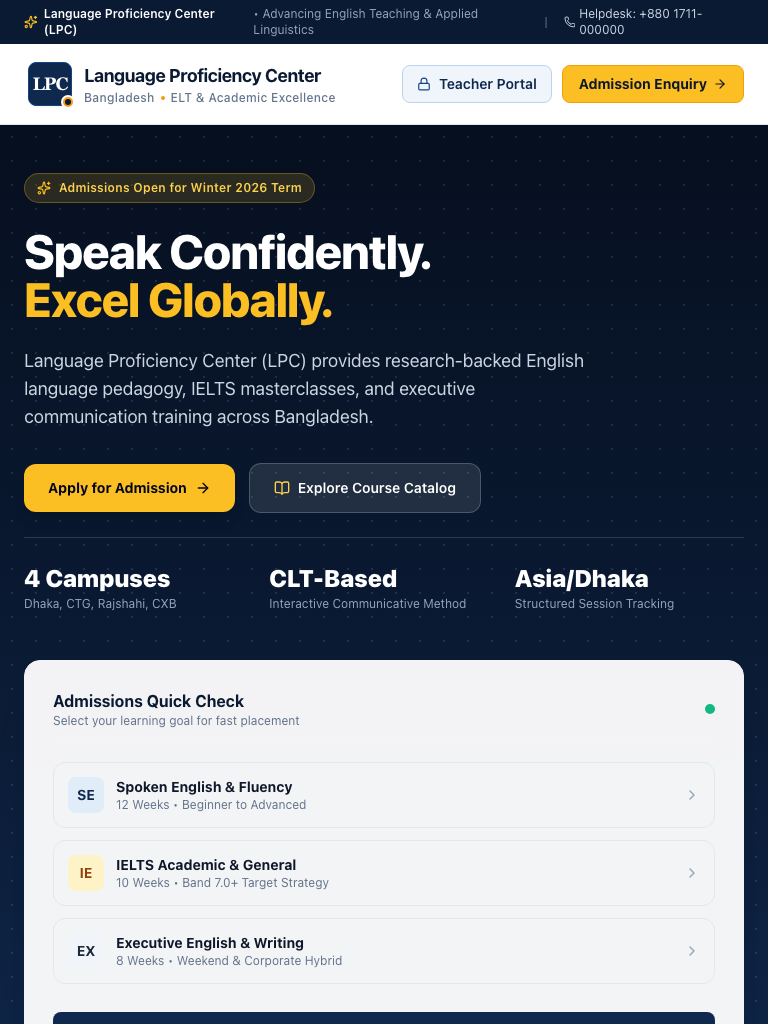 Language Proficiency Center
(LPC)
• Advancing English Teaching & Applied
Linguistics
|
Helpdesk: +880 1711-
000000
LPC
Language Proficiency Center
Bangladesh • ELT & Academic Excellence
Teacher Portal
Admission Enquiry →
Admissions Open for Winter 2026 Term
Speak Confidently.
Excel Globally.
Language Proficiency Center (LPC) provides research-backed English
language pedagogy, IELTS masterclasses, and executive
communication training across Bangladesh.
Apply for Admission →
Explore Course Catalog
4 Campuses
Dhaka, CTG, Rajshahi, CXB
CLT-Based
Interactive Communicative Method
Asia/Dhaka
Structured Session Tracking
Admissions Quick Check
Select your learning goal for fast placement
SE
Spoken English & Fluency
12 Weeks • Beginner to Advanced
IE
IELTS Academic & General
10 Weeks • Band 7.0+ Target Strategy
EX
Executive English & Writing
8 Weeks • Weekend & Corporate Hybrid